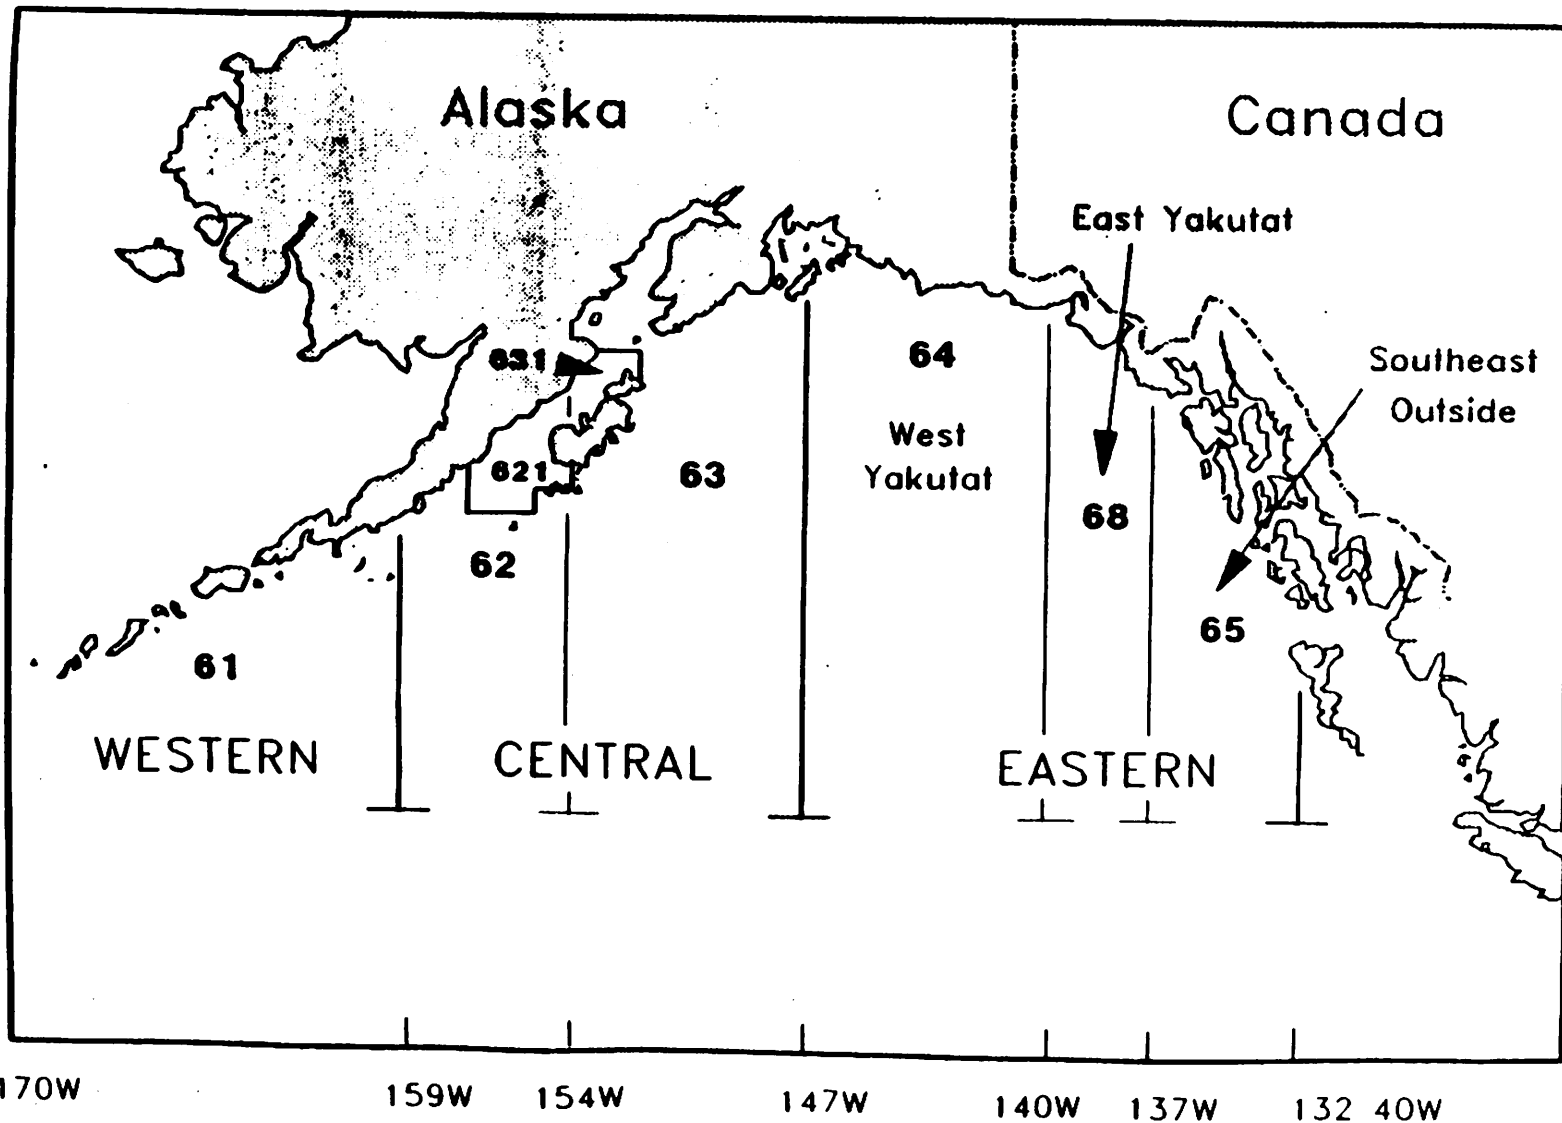 Alaska
Canada
East Yakutat
631
64
Southeast
Outside
West
Yakutat
621
63
68
62
65
61
WESTERN
CENTRAL
EASTERN
170W
159W
154W
147W
140W
137W
132 40W